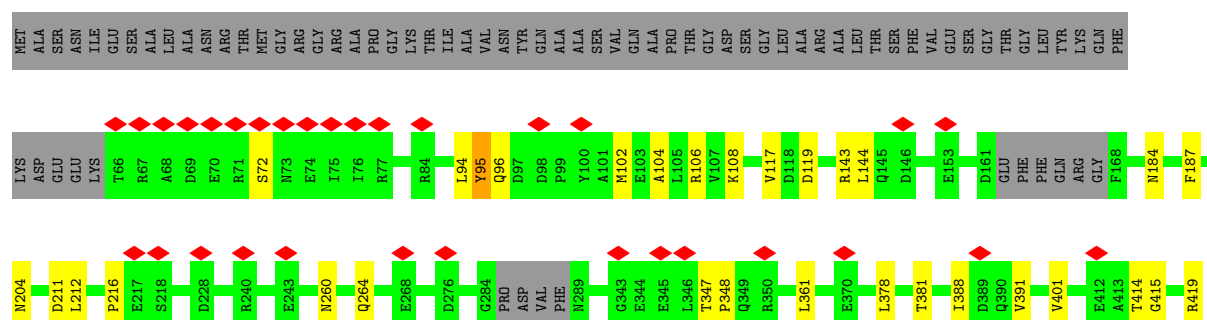 MET ALA SER ASN ILE GLU SER ALA LEU ALA ASN ARG THR MET GLY ARG GLY ARG ALA PRO GLY LYS THR ILE ALA VAL ASN TYR GLN ALA ALA SER VAL GLN ALA PRO THR GLY ASP SER GLY LEU ALA ARG ALA LEU THR SER PHE VAL GLU SER GLY THR GLY LEU TYR LYS GLN PHE
LYS ASP GLU GLU LYS T66 R67 A68 D69 E70 R71 S72 N73 E74 I75 I76 R77 R84 L94 Y95 Q96 D97 D98 P99 Y100 A101 M102 E103 A104 L105 R106 V107 K108 V117 D118 D119 R143 L144 Q145 D146 E153 D161 GLU PHE PHE GLN ARG GLY F168 N184 F187
N204 D211 L212 P216 E217 S218 D228 R240 E243 N260 Q264 E268 D276 G284 PRO ASP VAL PHE N289 G343 E344 E345 L346 T347 P348 Q349 R350 L361 E370 L378 T381 I388 D389 Q390 V391 V401 E412 A413 T414 G415 R419